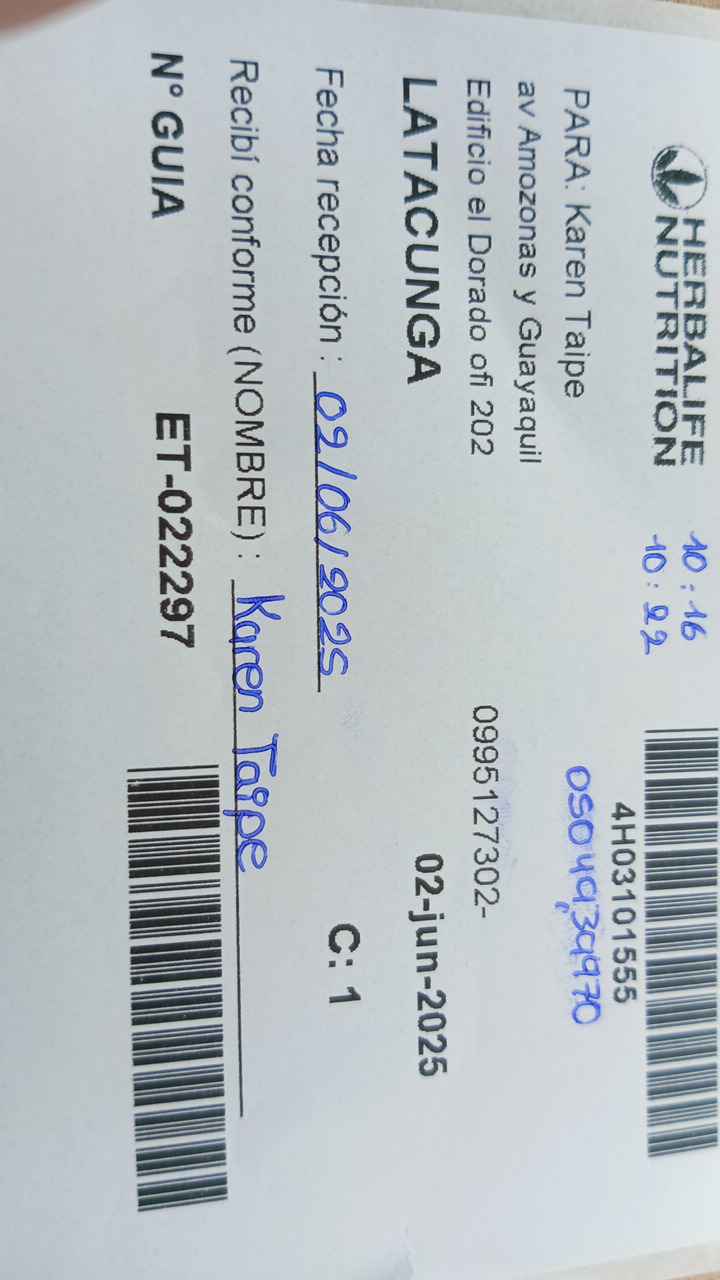 HERBALIFE
NUTRITION
10:16
10:22
4H03101555
PARA: Karen Taipe
0504939970
av Amozonas y Guayaquil
Edificio el Dorado ofi 202
0995127302-
LATACUNGA
02-jun-2025
Fecha recepción : 02/06/2025
C: 1
Recibí conforme (NOMBRE) : Karen Taipe
N° GUIA
ET-022297